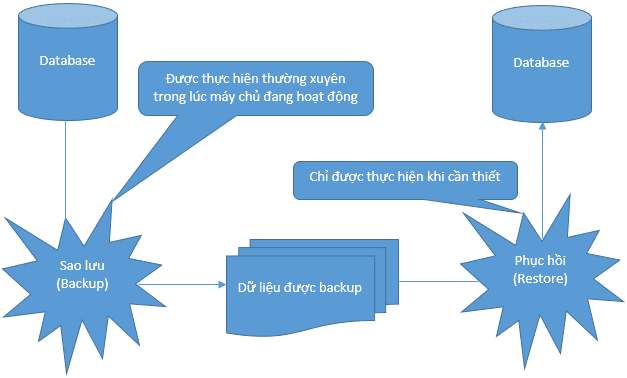 Database
Database
Được thực hiện thường xuyên
trong lúc máy chủ đang hoạt động
Chỉ được thực hiện khi cần thiết
Sao lưu
(Backup)
Dữ liệu được backup
Phục hồi
(Restore)